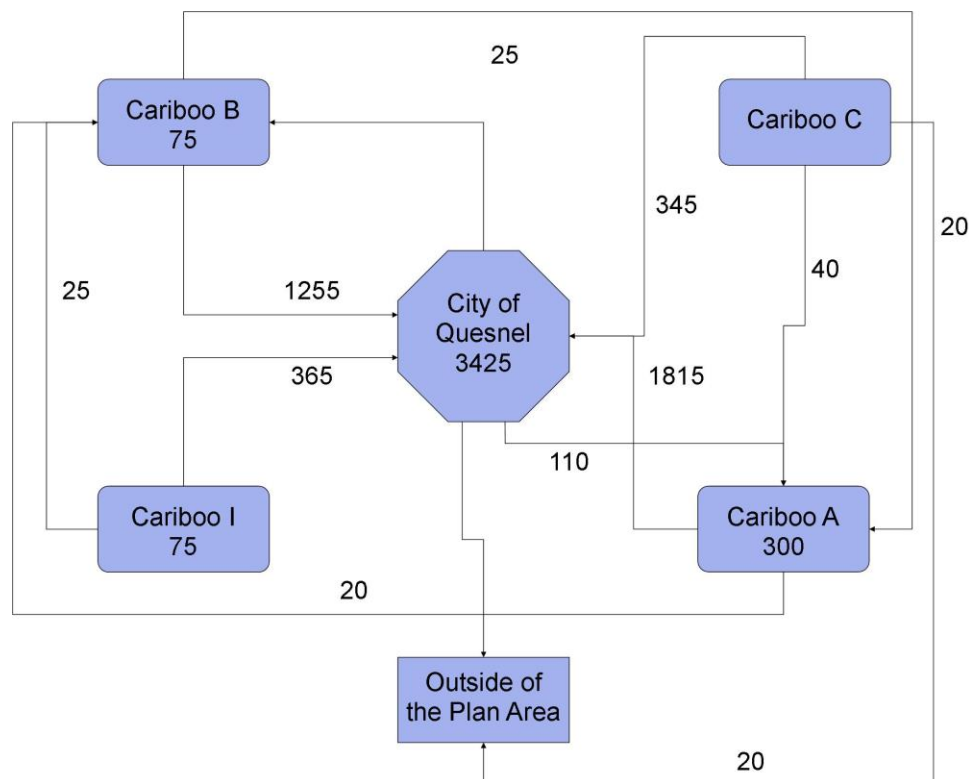 25
Cariboo B
75
Cariboo C
345
20
40
25
1255
City of
Quesnel
3425
365
1815
110
Cariboo I
75
Cariboo A
300
20
Outside of
the Plan Area
20